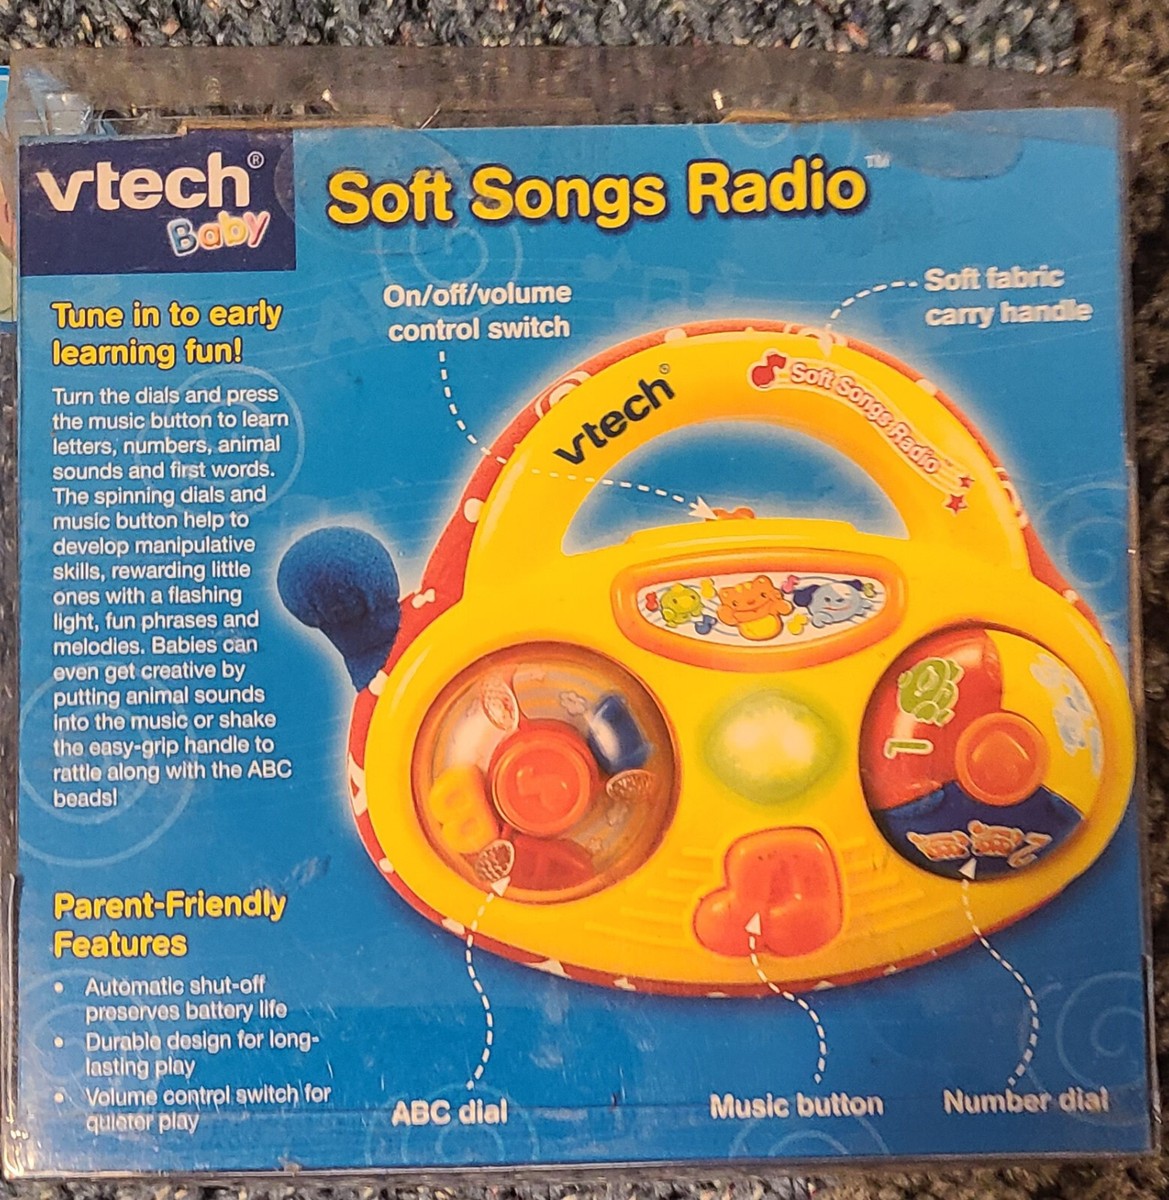 vtech®
Baby
Soft Songs Radio™
Tune in to early
learning fun!
Turn the dials and press
the music button to learn
letters, numbers, animal
sounds and first words.
The spinning dials and
music button help to
develop manipulative
skills, rewarding little
ones with a flashing
light, fun phrases and
melodies. Babies can
even get creative by
putting animal sounds
into the music or shake
the easy-grip handle to
rattle along with the ABC
beads!
Parent-Friendly
Features
• Automatic shut-off
preserves battery life
• Durable design for long-
lasting play
• Volume control switch for
quieter play
On/off/volume
control switch
Soft fabric
carry handle
vtech®
Soft Songs Radio™
B
1
2
ABC dial
Music button
Number dial